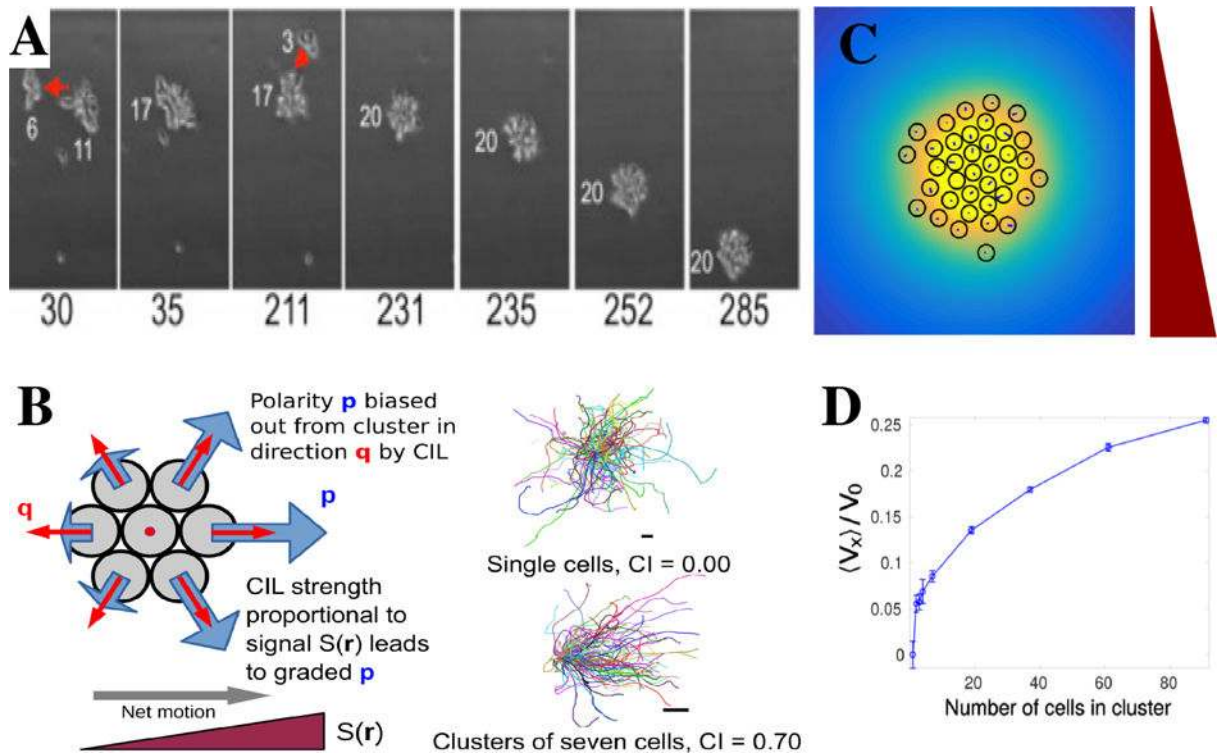 A
6
11
30
17
35
3
17
211
20
231
20
235
20
252
20
285
C
B
Polarity p biased
out from cluster in
direction q by CIL
q
p
CIL strength
proportional to
signal S(r) leads
to graded p
Net motion
S(r)
Single cells, CI = 0.00
Clusters of seven cells, CI = 0.70
D
⟨Vx⟩ / V0
0.25
0.2
0.15
0.1
0.05
0
20
40
60
80
Number of cells in cluster